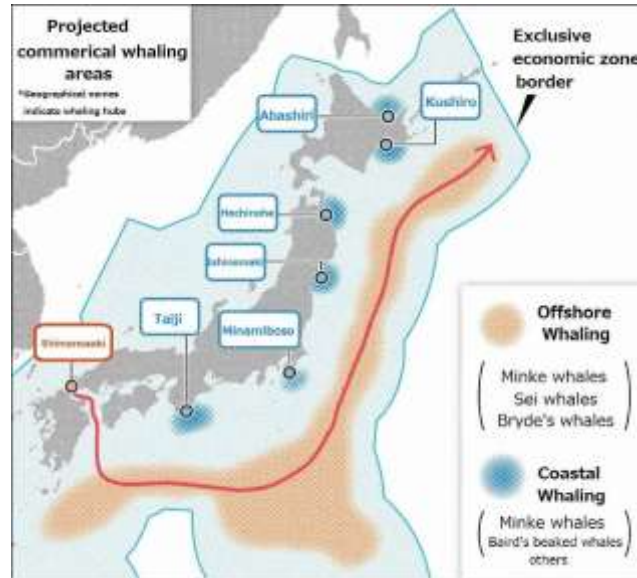 Projected
commerical whaling
areas
*Geographical names
indicate whaling hubs
Exclusive
economic zone
border
Abashiri
Kushiro
Hachinohe
Ishinomaki
Taiji
Minamiboso
Shimonoseki
Offshore
Whaling
Minke whales
Sei whales
Bryde's whales
Coastal
Whaling
Minke whales
Baird's beaked whales
others